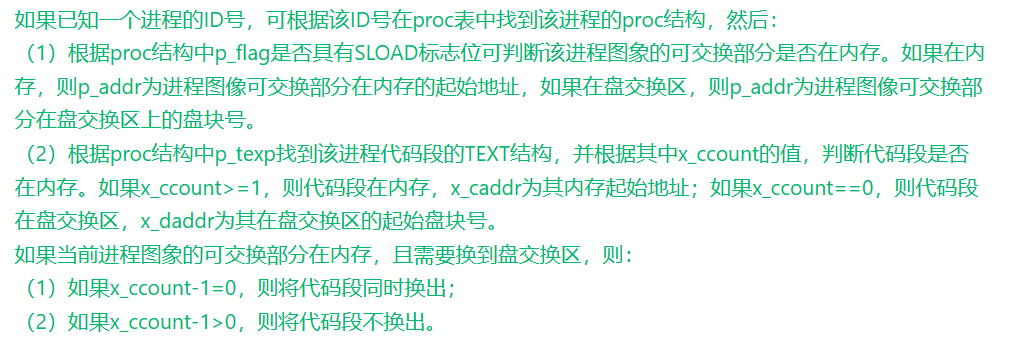 如果已知一个进程的ID号，可根据该ID号在proc表中找到该进程的proc结构，然后：
（1）根据proc结构中p_flag是否具有SLOAD标志位可判断该进程图象的可交换部分是否在内存。如果在内
存，则p_addr为进程图像可交换部分在内存的起始地址，如果在盘交换区，则p_addr为进程图像可交换部
分在盘交换区上的盘块号。
（2）根据proc结构中p_texp找到该进程代码段的TEXT结构，并根据其中x_ccount的值，判断代码段是否
在内存。如果x_ccount>=1，则代码段在内存，x_caddr为其内存起始地址；如果x_ccount==0，则代码段
在盘交换区，x_daddr为其在盘交换区的起始盘块号。
如果当前进程图象的可交换部分在内存，且需要换到盘交换区，则：
（1）如果x_ccount-1=0，则将代码段同时换出；
（2）如果x_ccount-1>0，则将代码段不换出。